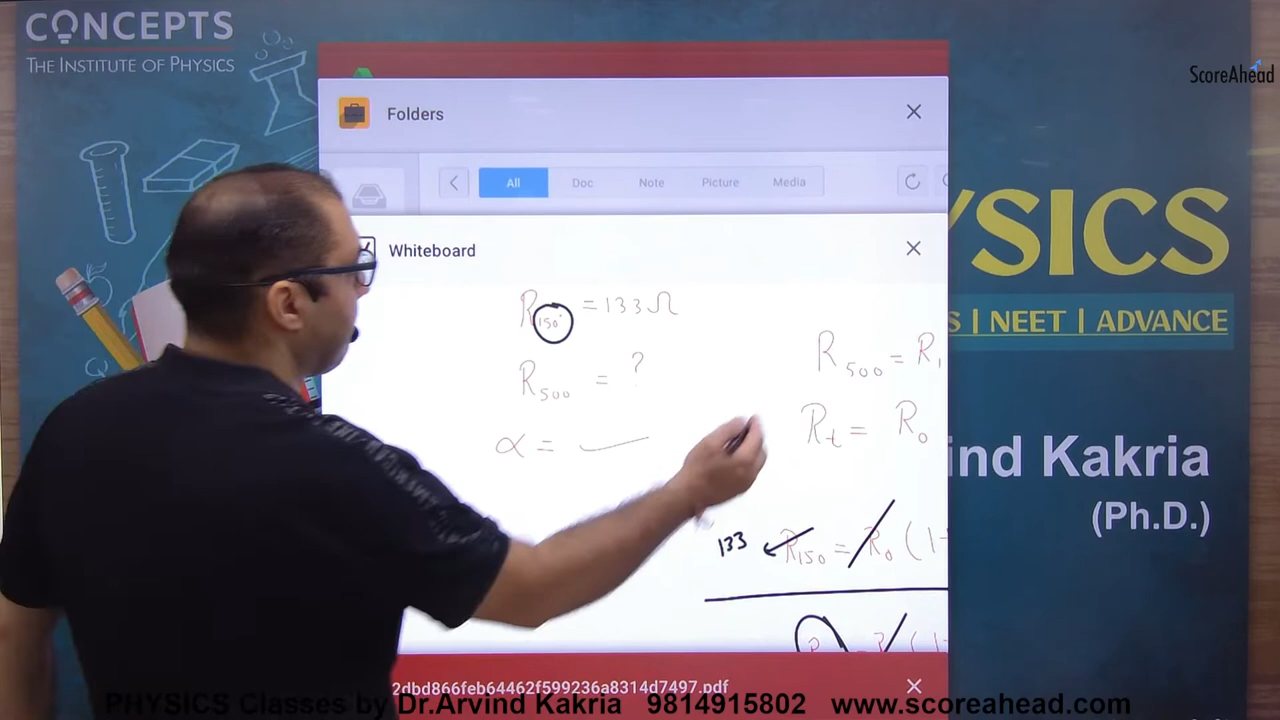 CONCEPTS
THE INSTITUTE OF PHYSICS
ScoreAhead
Folders
All Doc Note Picture Media
Whiteboard
R150° = 133Ω
R500 = ?
α =
R500 = R1
Rt = R0
133 R150 = R0 (1
YSICS
S | NEET | ADVANCE
ind Kakria
(Ph.D.)
2dbd866feb64462f599236a8314d7497.pdf
PHYSICS Classes by Dr.Arvind Kakria 9814915802 www.scoreahead.com